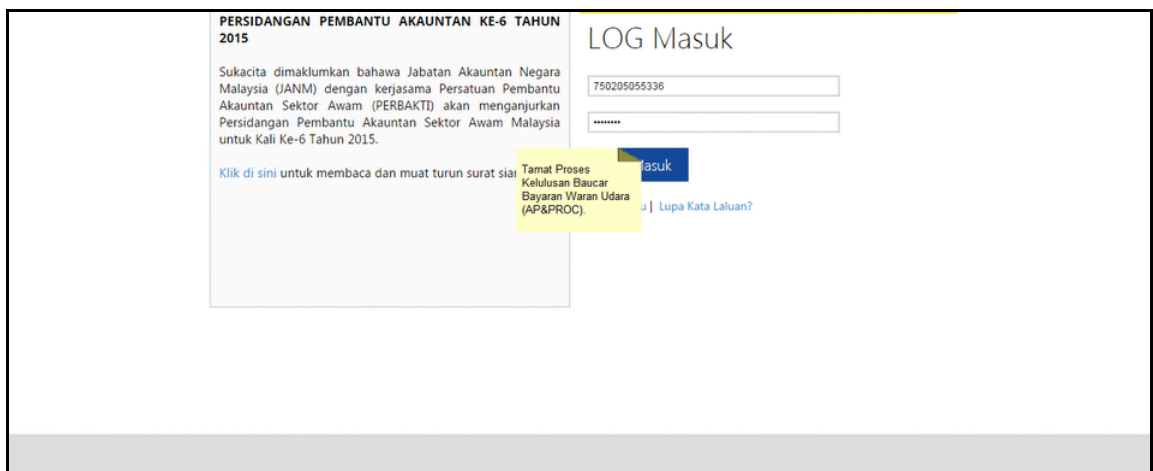 PERSIDANGAN PEMBANTU AKAUNTAN KE-6 TAHUN
2015
Sukacita dimaklumkan bahawa Jabatan Akauntan Negara
Malaysia (JANM) dengan kerjasama Persatuan Pembantu
Akauntan Sektor Awam (PERBAKTI) akan menganjurkan
Persidangan Pembantu Akauntan Sektor Awam Malaysia
untuk Kali Ke-6 Tahun 2015.
Klik di sini untuk membaca dan muat turun surat
LOG Masuk
750205055336
••••••••
Tamat Proses
Kelulusan Baucar
Bayaran Waran Udara
(AP&PROC).
| Lupa Kata Laluan?